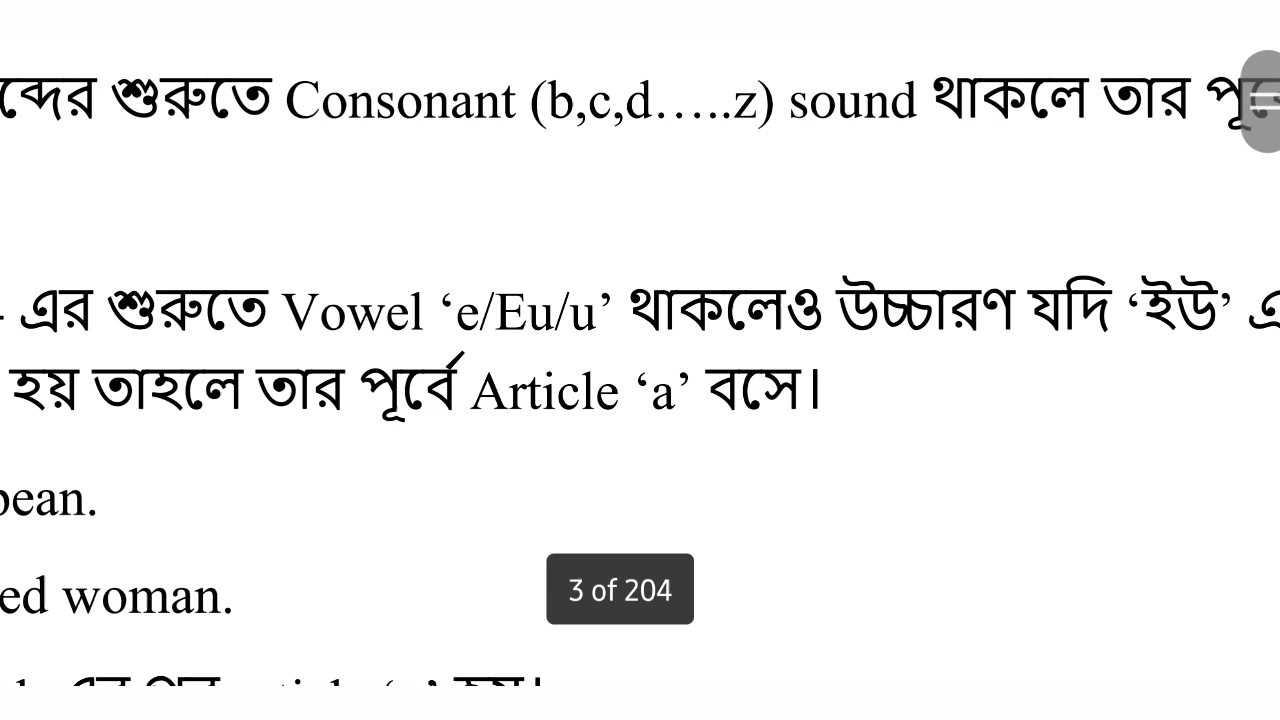 শুরুতে Consonant (b,c,d…..z) sound থাকলে তার
এর শুরুতে Vowel ‘e/Eu/u’ থাকলেও উচ্চারণ যদি ‘ইউ’
হয় তাহলে তার পূর্বে Article ‘a’ বসে।
pean.
ed woman.
3 of 204